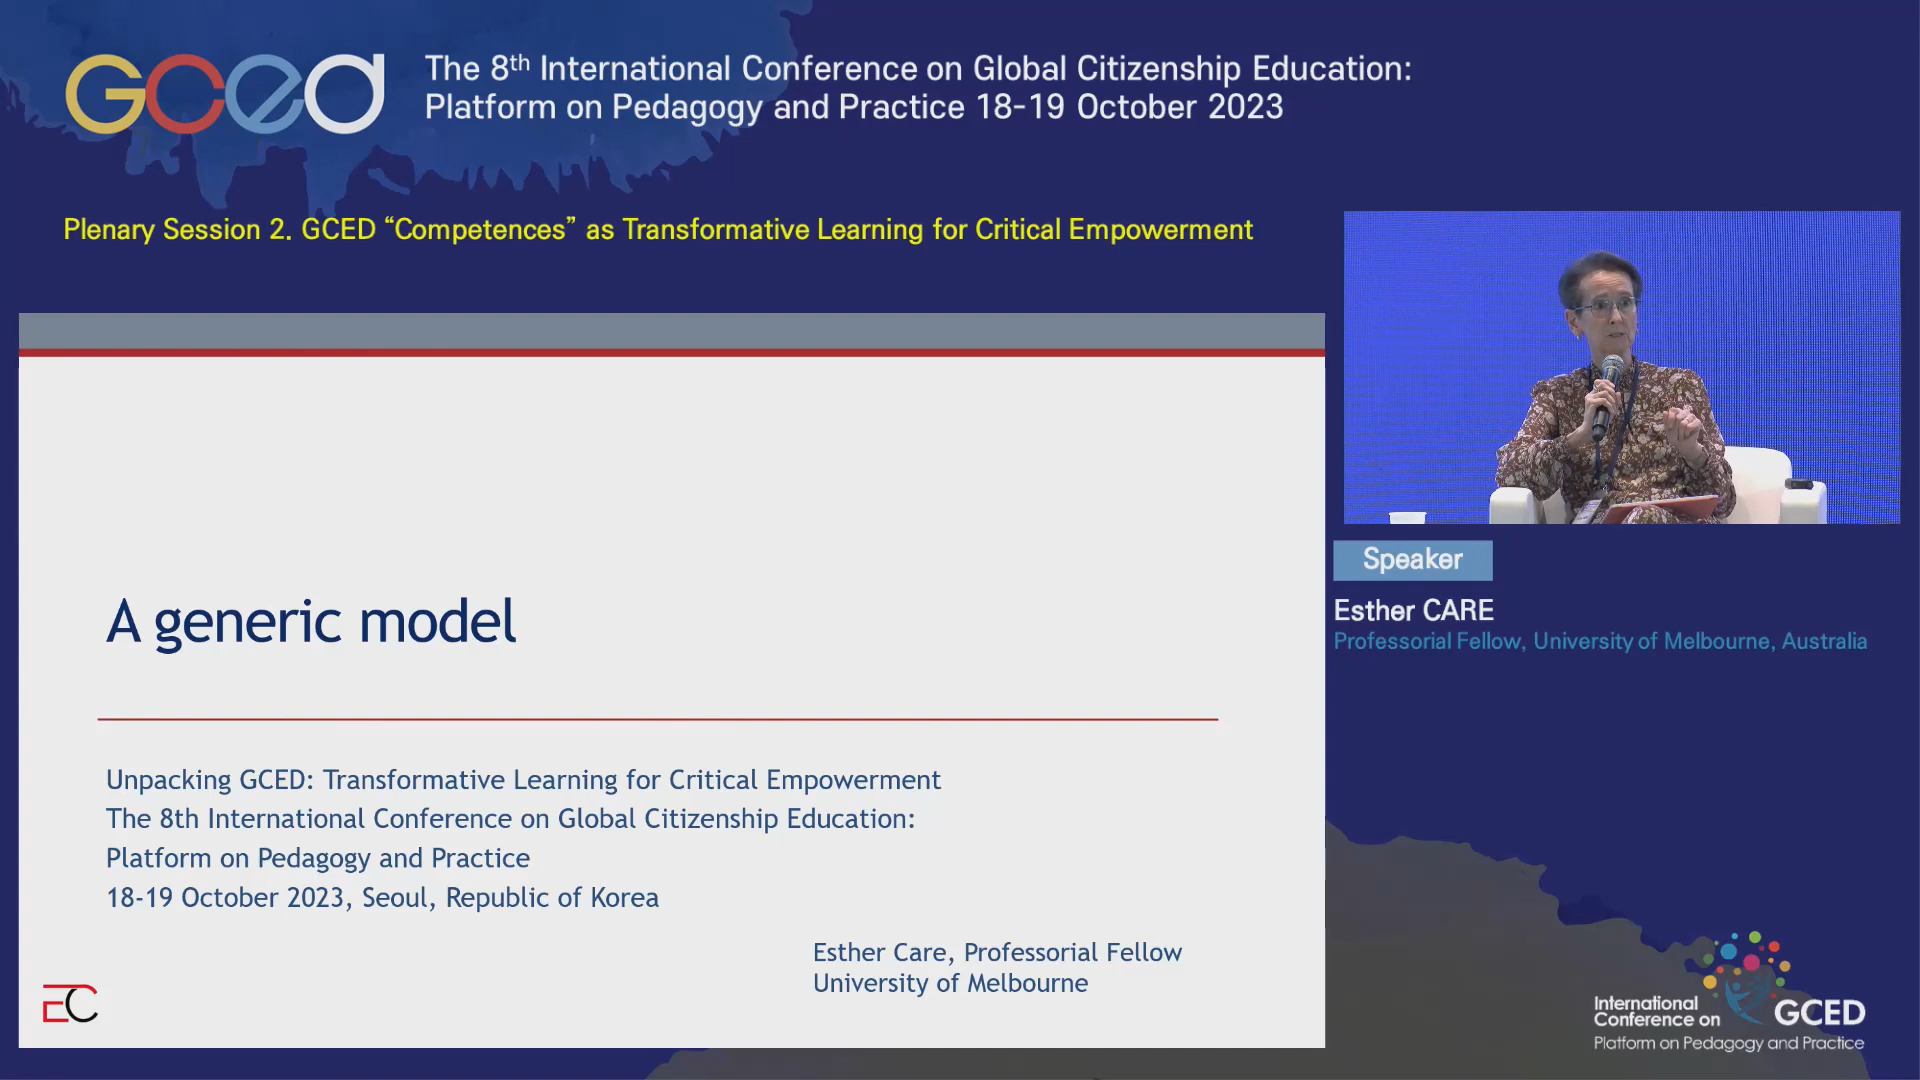 GCed
The 8th International Conference on Global Citizenship Education:
Platform on Pedagogy and Practice 18-19 October 2023
Plenary Session 2. GCED “Competences” as Transformative Learning for Critical Empowerment
A generic model
Unpacking GCED: Transformative Learning for Critical Empowerment
The 8th International Conference on Global Citizenship Education:
Platform on Pedagogy and Practice
18-19 October 2023, Seoul, Republic of Korea
Esther Care, Professorial Fellow
University of Melbourne
EC
Speaker
Esther CARE
Professorial Fellow, University of Melbourne, Australia
International
Conference on GCED
Platform on Pedagogy and Practice